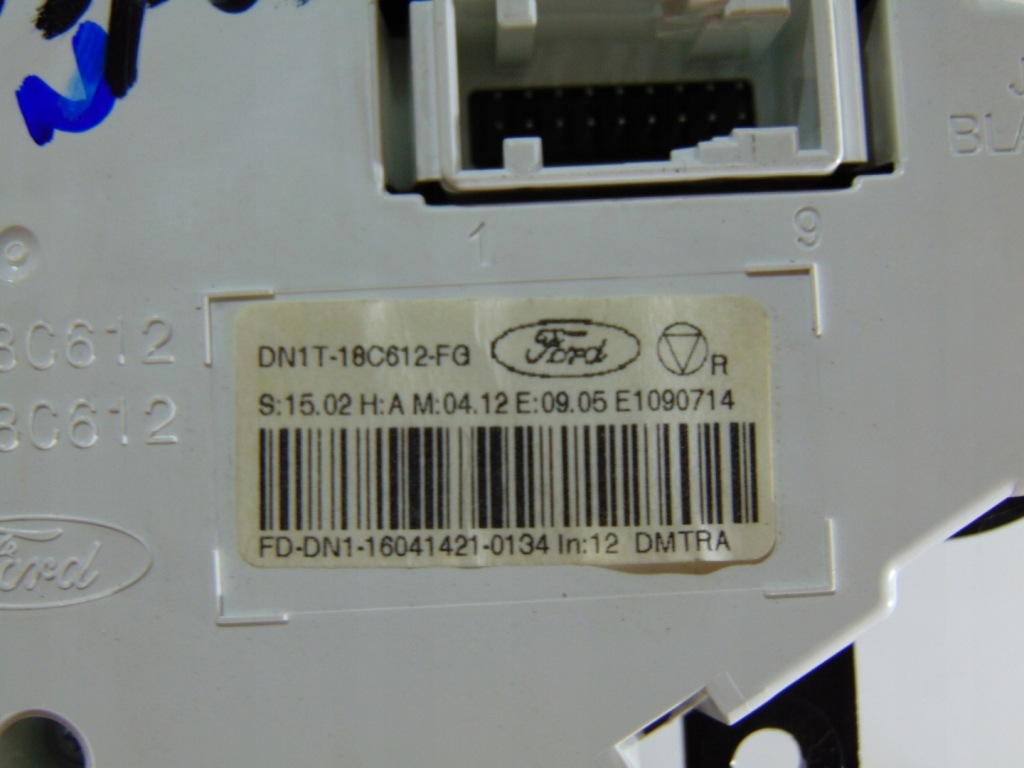 1 9
9
8C612
8C612
Ford
DN1T-18C612-FG Ford R
S:15.02 H:A M:04.12 E:09.05 E1090714
FD-DN1-16041421-0134 In:12 DMTRA